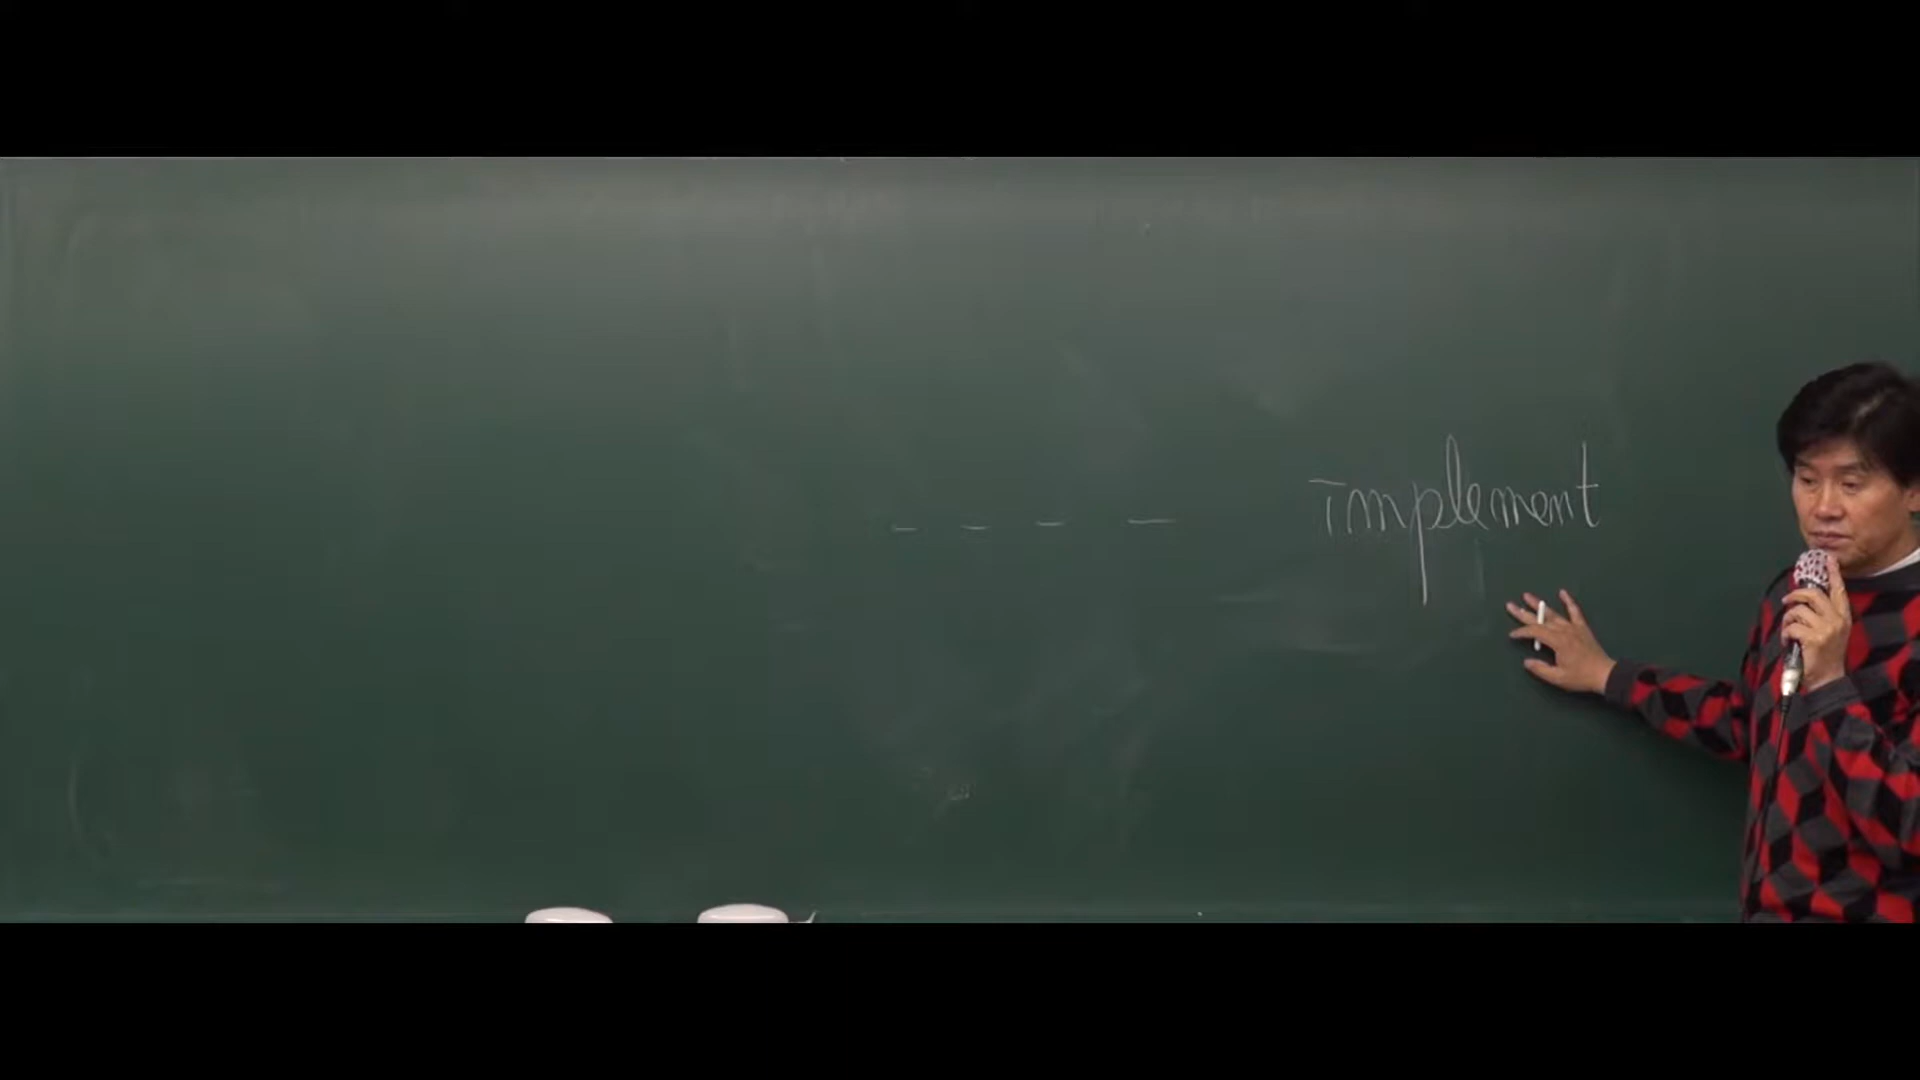 _ _ _ _ implement